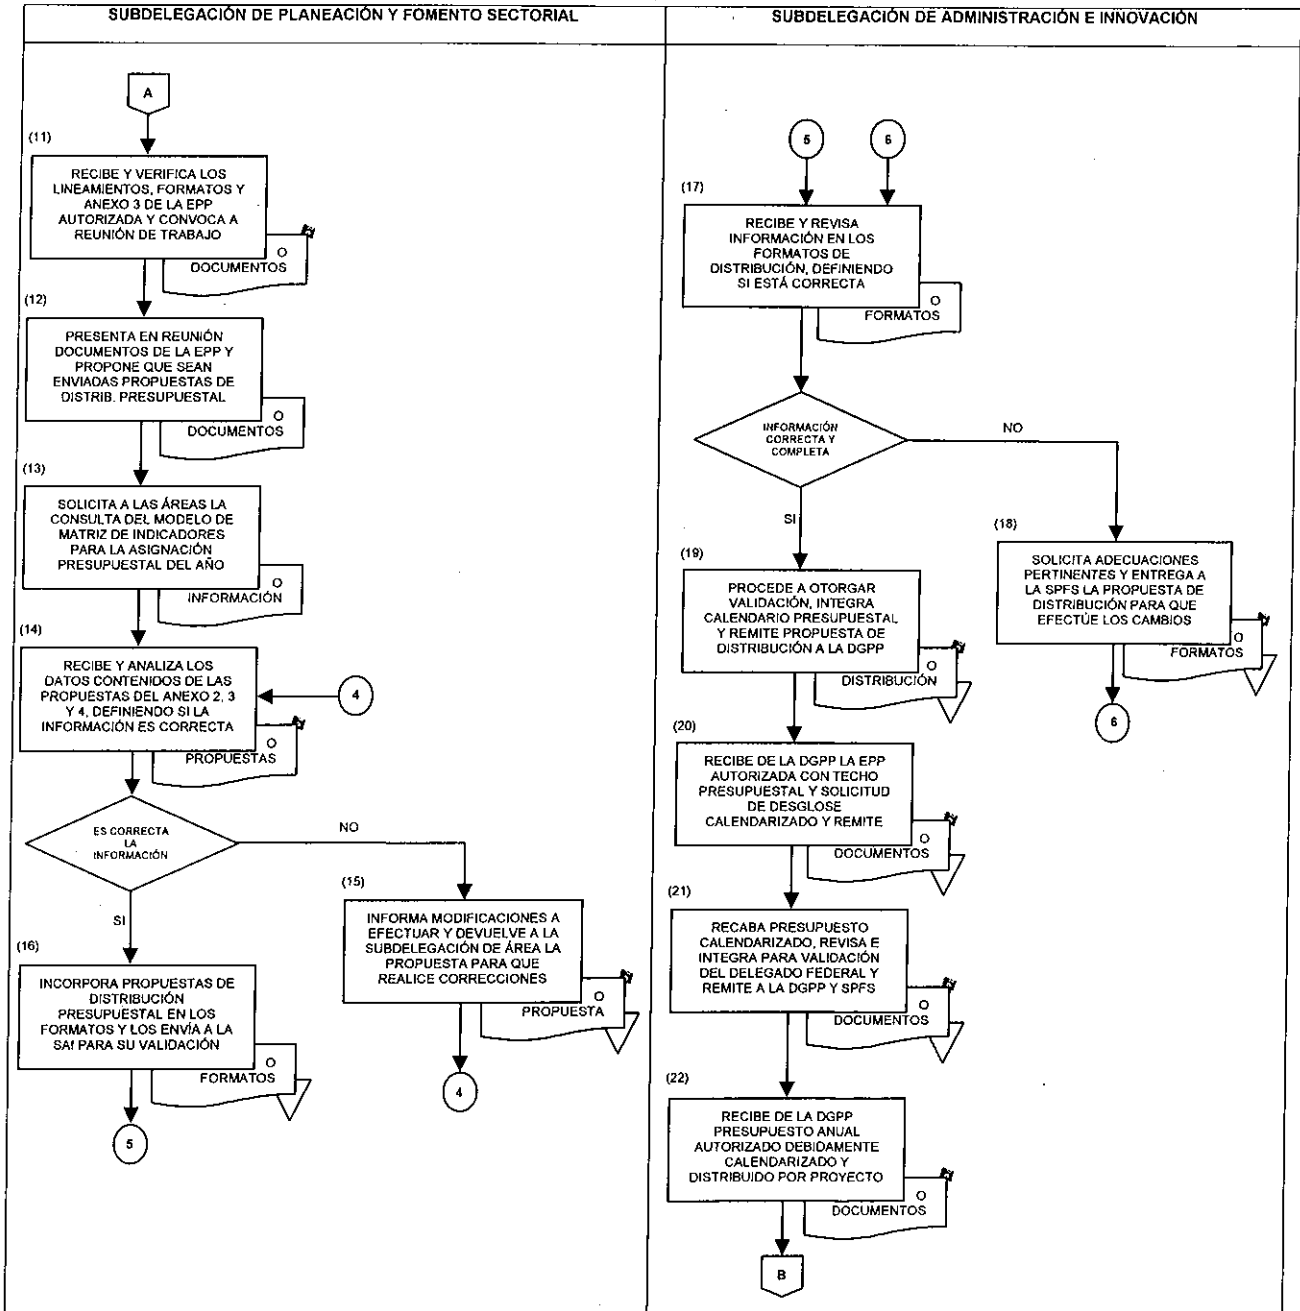 SUBDELEGACIÓN DE PLANEACIÓN Y FOMENTO SECTORIAL
A
(11)
RECIBE Y VERIFICA LOS
LINEAMIENTOS, FORMATOS Y
ANEXO 3 DE LA EPP
AUTORIZADA Y CONVOCA A
REUNIÓN DE TRABAJO
O
DOCUMENTOS
(12)
PRESENTA EN REUNIÓN
DOCUMENTOS DE LA EPP Y
PROPONE QUE SEAN
ENVIADAS PROPUESTAS DE
DISTRIB. PRESUPUESTAL
O
DOCUMENTOS
(13)
SOLICITA A LAS ÁREAS LA
CONSULTA DEL MODELO DE
MATRIZ DE INDICADORES
PARA LA ASIGNACIÓN
PRESUPUESTAL DEL AÑO
O
INFORMACIÓN
(14)
RECIBE Y ANALIZA LOS
DATOS CONTENIDOS DE LAS
PROPUESTAS DEL ANEXO 2, 3
Y 4, DEFINIENDO SI LA
INFORMACIÓN ES CORRECTA
4
O
PROPUESTAS
ES CORRECTA
LA
INFORMACIÓN
NO
SI
(15)
INFORMA MODIFICACIONES A
EFECTUAR Y DEVUELVE A LA
SUBDELEGACIÓN DE ÁREA LA
PROPUESTA PARA QUE
REALICE CORRECCIONES
O
PROPUESTA
4
(16)
INCORPORA PROPUESTAS DE
DISTRIBUCIÓN
PRESUPUESTAL EN LOS
FORMATOS Y LOS ENVÍA A LA
SAI PARA SU VALIDACIÓN
O
FORMATOS
5
SUBDELEGACIÓN DE ADMINISTRACIÓN E INNOVACIÓN
5
6
(17)
RECIBE Y REVISA
INFORMACIÓN EN LOS
FORMATOS DE
DISTRIBUCIÓN, DEFINIENDO
SI ESTÁ CORRECTA
O
FORMATOS
INFORMACIÓN
CORRECTA Y
COMPLETA
NO
SI
(18)
SOLICITA ADECUACIONES
PERTINENTES Y ENTREGA A
LA SPFS LA PROPUESTA DE
DISTRIBUCIÓN PARA QUE
EFECTÚE LOS CAMBIOS
O
FORMATOS
6
(19)
PROCEDE A OTORGAR
VALIDACIÓN, INTEGRA
CALENDARIO PRESUPUESTAL
Y REMITE PROPUESTA DE
DISTRIBUCIÓN A LA DGPP
O
DISTRIBUCIÓN
(20)
RECIBE DE LA DGPP LA EPP
AUTORIZADA CON TECHO
PRESUPUESTAL Y SOLICITUD
DE DESGLOSE
CALENDARIZADO Y REMITE
O
DOCUMENTOS
(21)
RECABA PRESUPUESTO
CALENDARIZADO, REVISA E
INTEGRA PARA VALIDACIÓN
DEL DELEGADO FEDERAL Y
REMITE A LA DGPP Y SPFS
O
DOCUMENTOS
(22)
RECIBE DE LA DGPP
PRESUPUESTO ANUAL
AUTORIZADO DEBIDAMENTE
CALENDARIZADO Y
DISTRIBUIDO POR PROYECTO
O
DOCUMENTOS
B